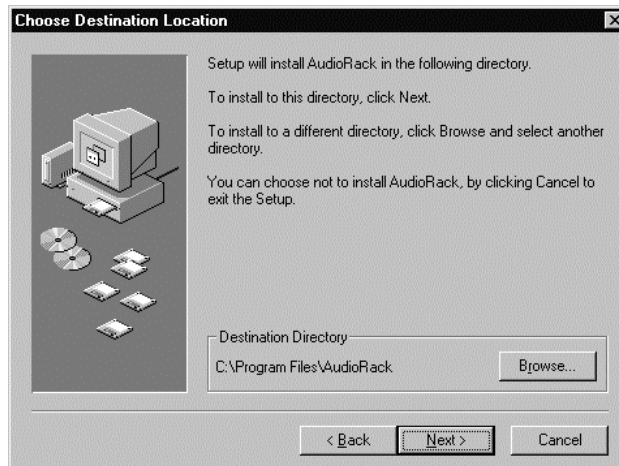 Choose Destination Location
Setup will install AudioRack in the following directory.
To install to this directory, click Next.
To install to a different directory, click Browse and select another
directory.
You can choose not to install AudioRack, by clicking Cancel to
exit the Setup.
Destination Directory
C:\Program Files\AudioRack
Browse...
< Back
Next >
Cancel